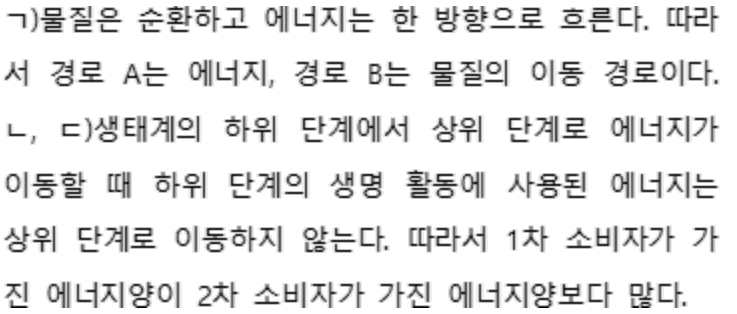 ㄱ)물질은 순환하고 에너지는 한 방향으로 흐른다. 따라
서 경로 A는 에너지, 경로 B는 물질의 이동 경로이다.
ㄴ, ㄷ)생태계의 하위 단계에서 상위 단계로 에너지가
이동할 때 하위 단계의 생명 활동에 사용된 에너지는
상위 단계로 이동하지 않는다. 따라서 1차 소비자가 가
진 에너지양이 2차 소비자가 가진 에너지양보다 많다.